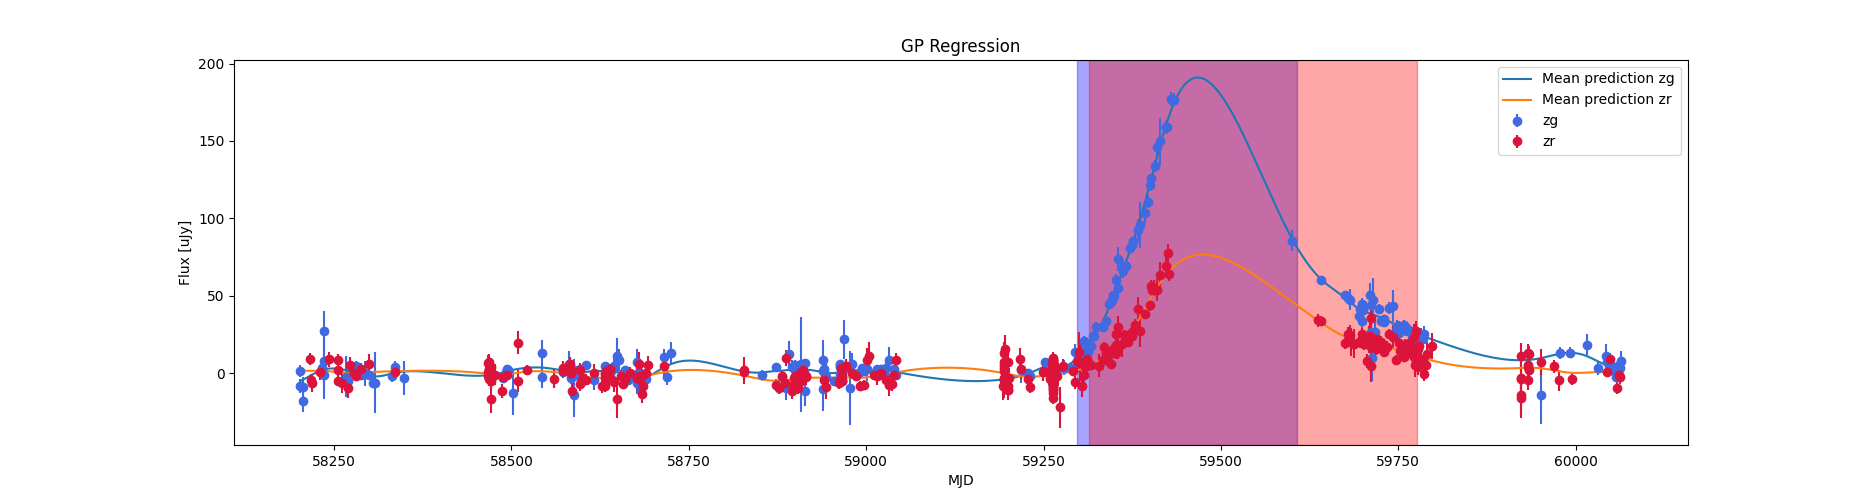 GP Regression
Flux [uJy]
200
150
100
50
0
Mean prediction zg
Mean prediction zr
zg
zr
58250 58500 58750 59000 59250 59500 59750 60000
MJD